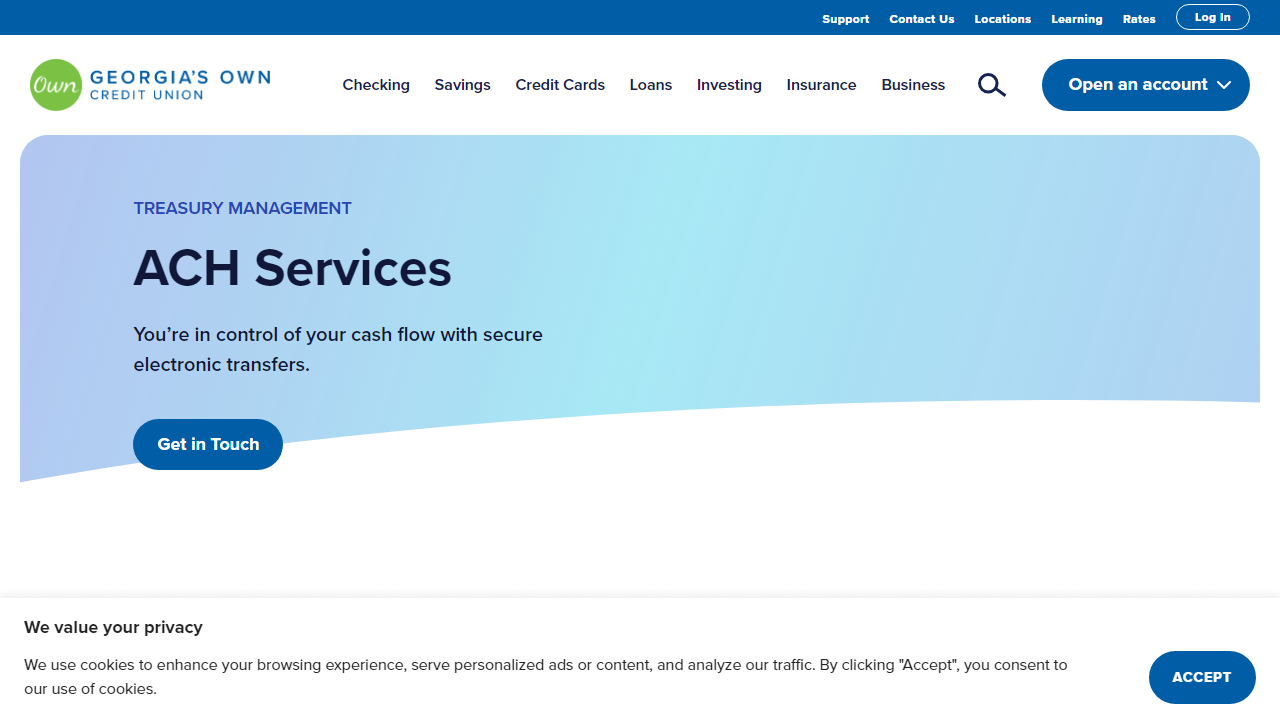 Support Contact Us Locations Learning Rates Log In
Own GEORGIA'S OWN
CREDIT UNION
Checking Savings Credit Cards Loans Investing Insurance Business Open an account
TREASURY MANAGEMENT
ACH Services
You’re in control of your cash flow with secure
electronic transfers.
Get in Touch
We value your privacy
We use cookies to enhance your browsing experience, serve personalized ads or content, and analyze our traffic. By clicking "Accept", you consent to
our use of cookies.
ACCEPT